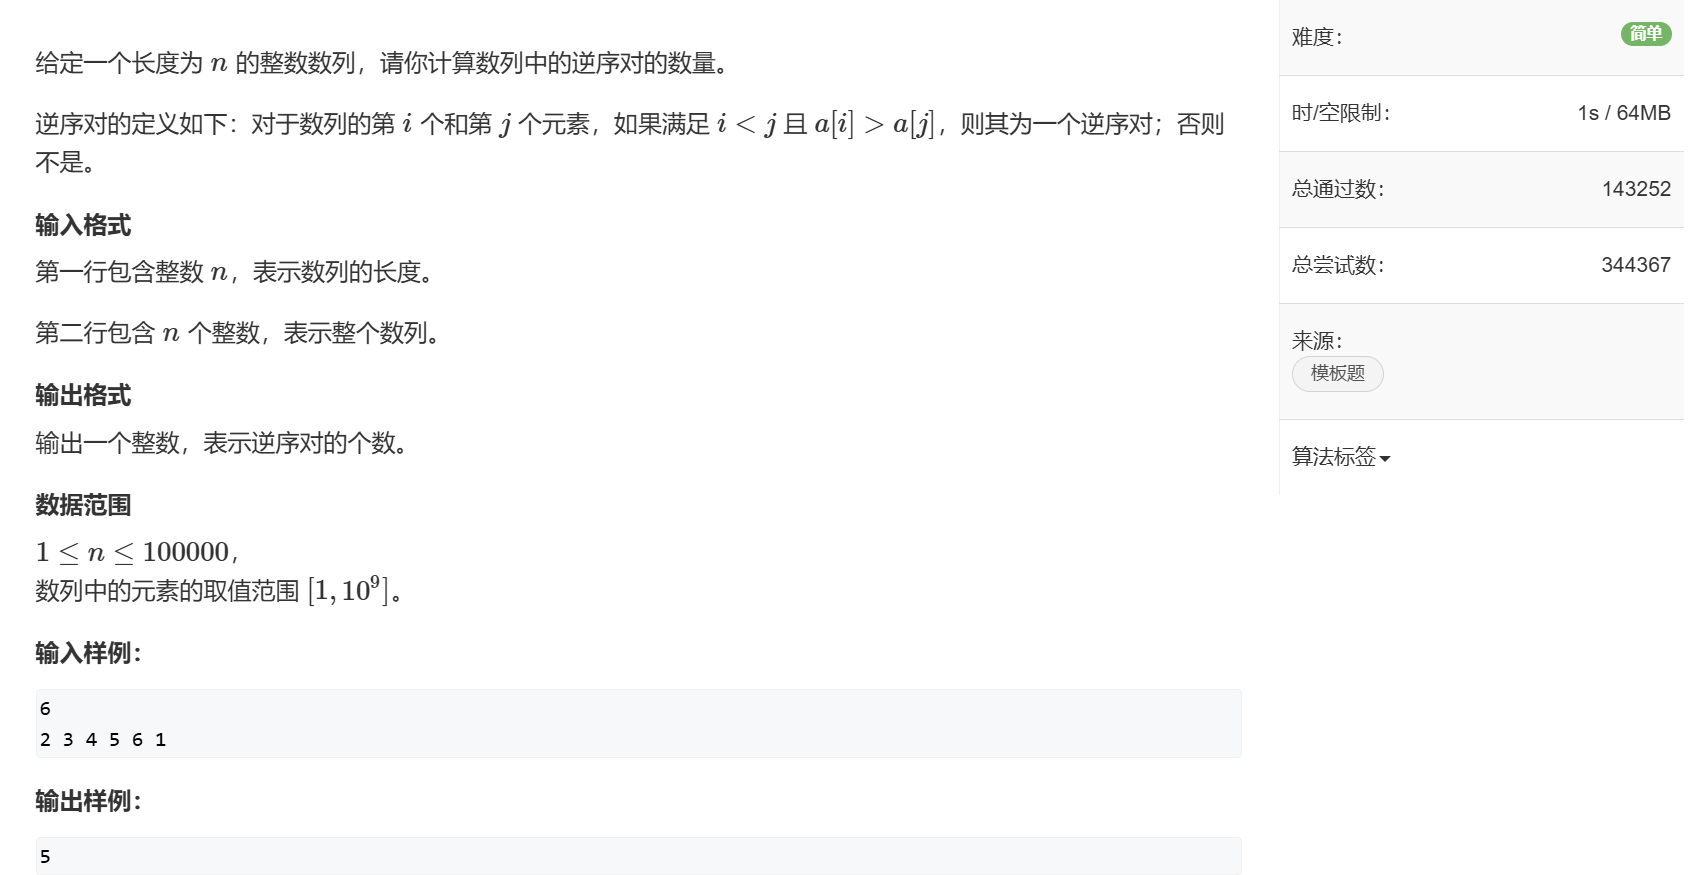 给定一个长度为 n 的整数数列，请你计算数列中的逆序对的数量。
逆序对的定义如下：对于数列的第 i 个和第 j 个元素，如果满足 i < j 且 a[i] > a[j]，则其为一个逆序对；否则
不是。
输入格式
第一行包含整数 n，表示数列的长度。
第二行包含 n 个整数，表示整个数列。
输出格式
输出一个整数，表示逆序对的个数。
数据范围
1 ≤ n ≤ 100000，
数列中的元素的取值范围 [1, 10⁹]。
输入样例：
6
2 3 4 5 6 1
输出样例：
5
难度： 简单
时/空限制： 1s / 64MB
总通过数： 143252
总尝试数： 344367
来源：
模板题
算法标签